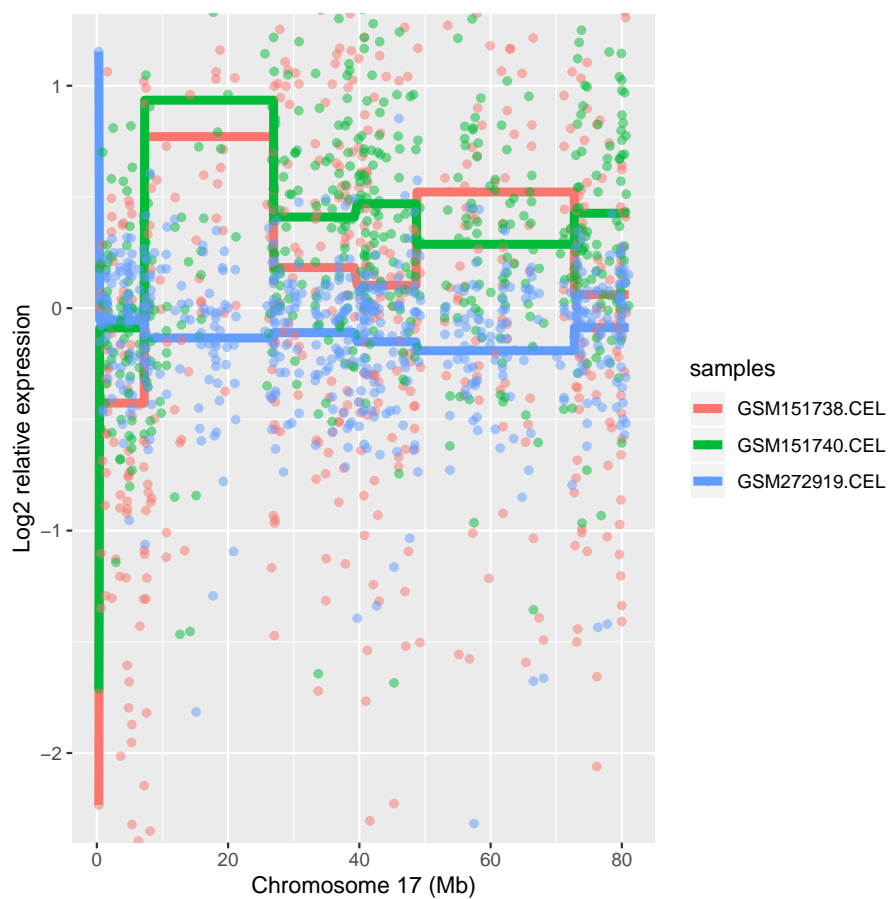 1
0
−1
−2
Log2 relative expression
0
20
40
60
80
Chromosome 17 (Mb)
samples
GSM151738.CEL
GSM151740.CEL
GSM272919.CEL